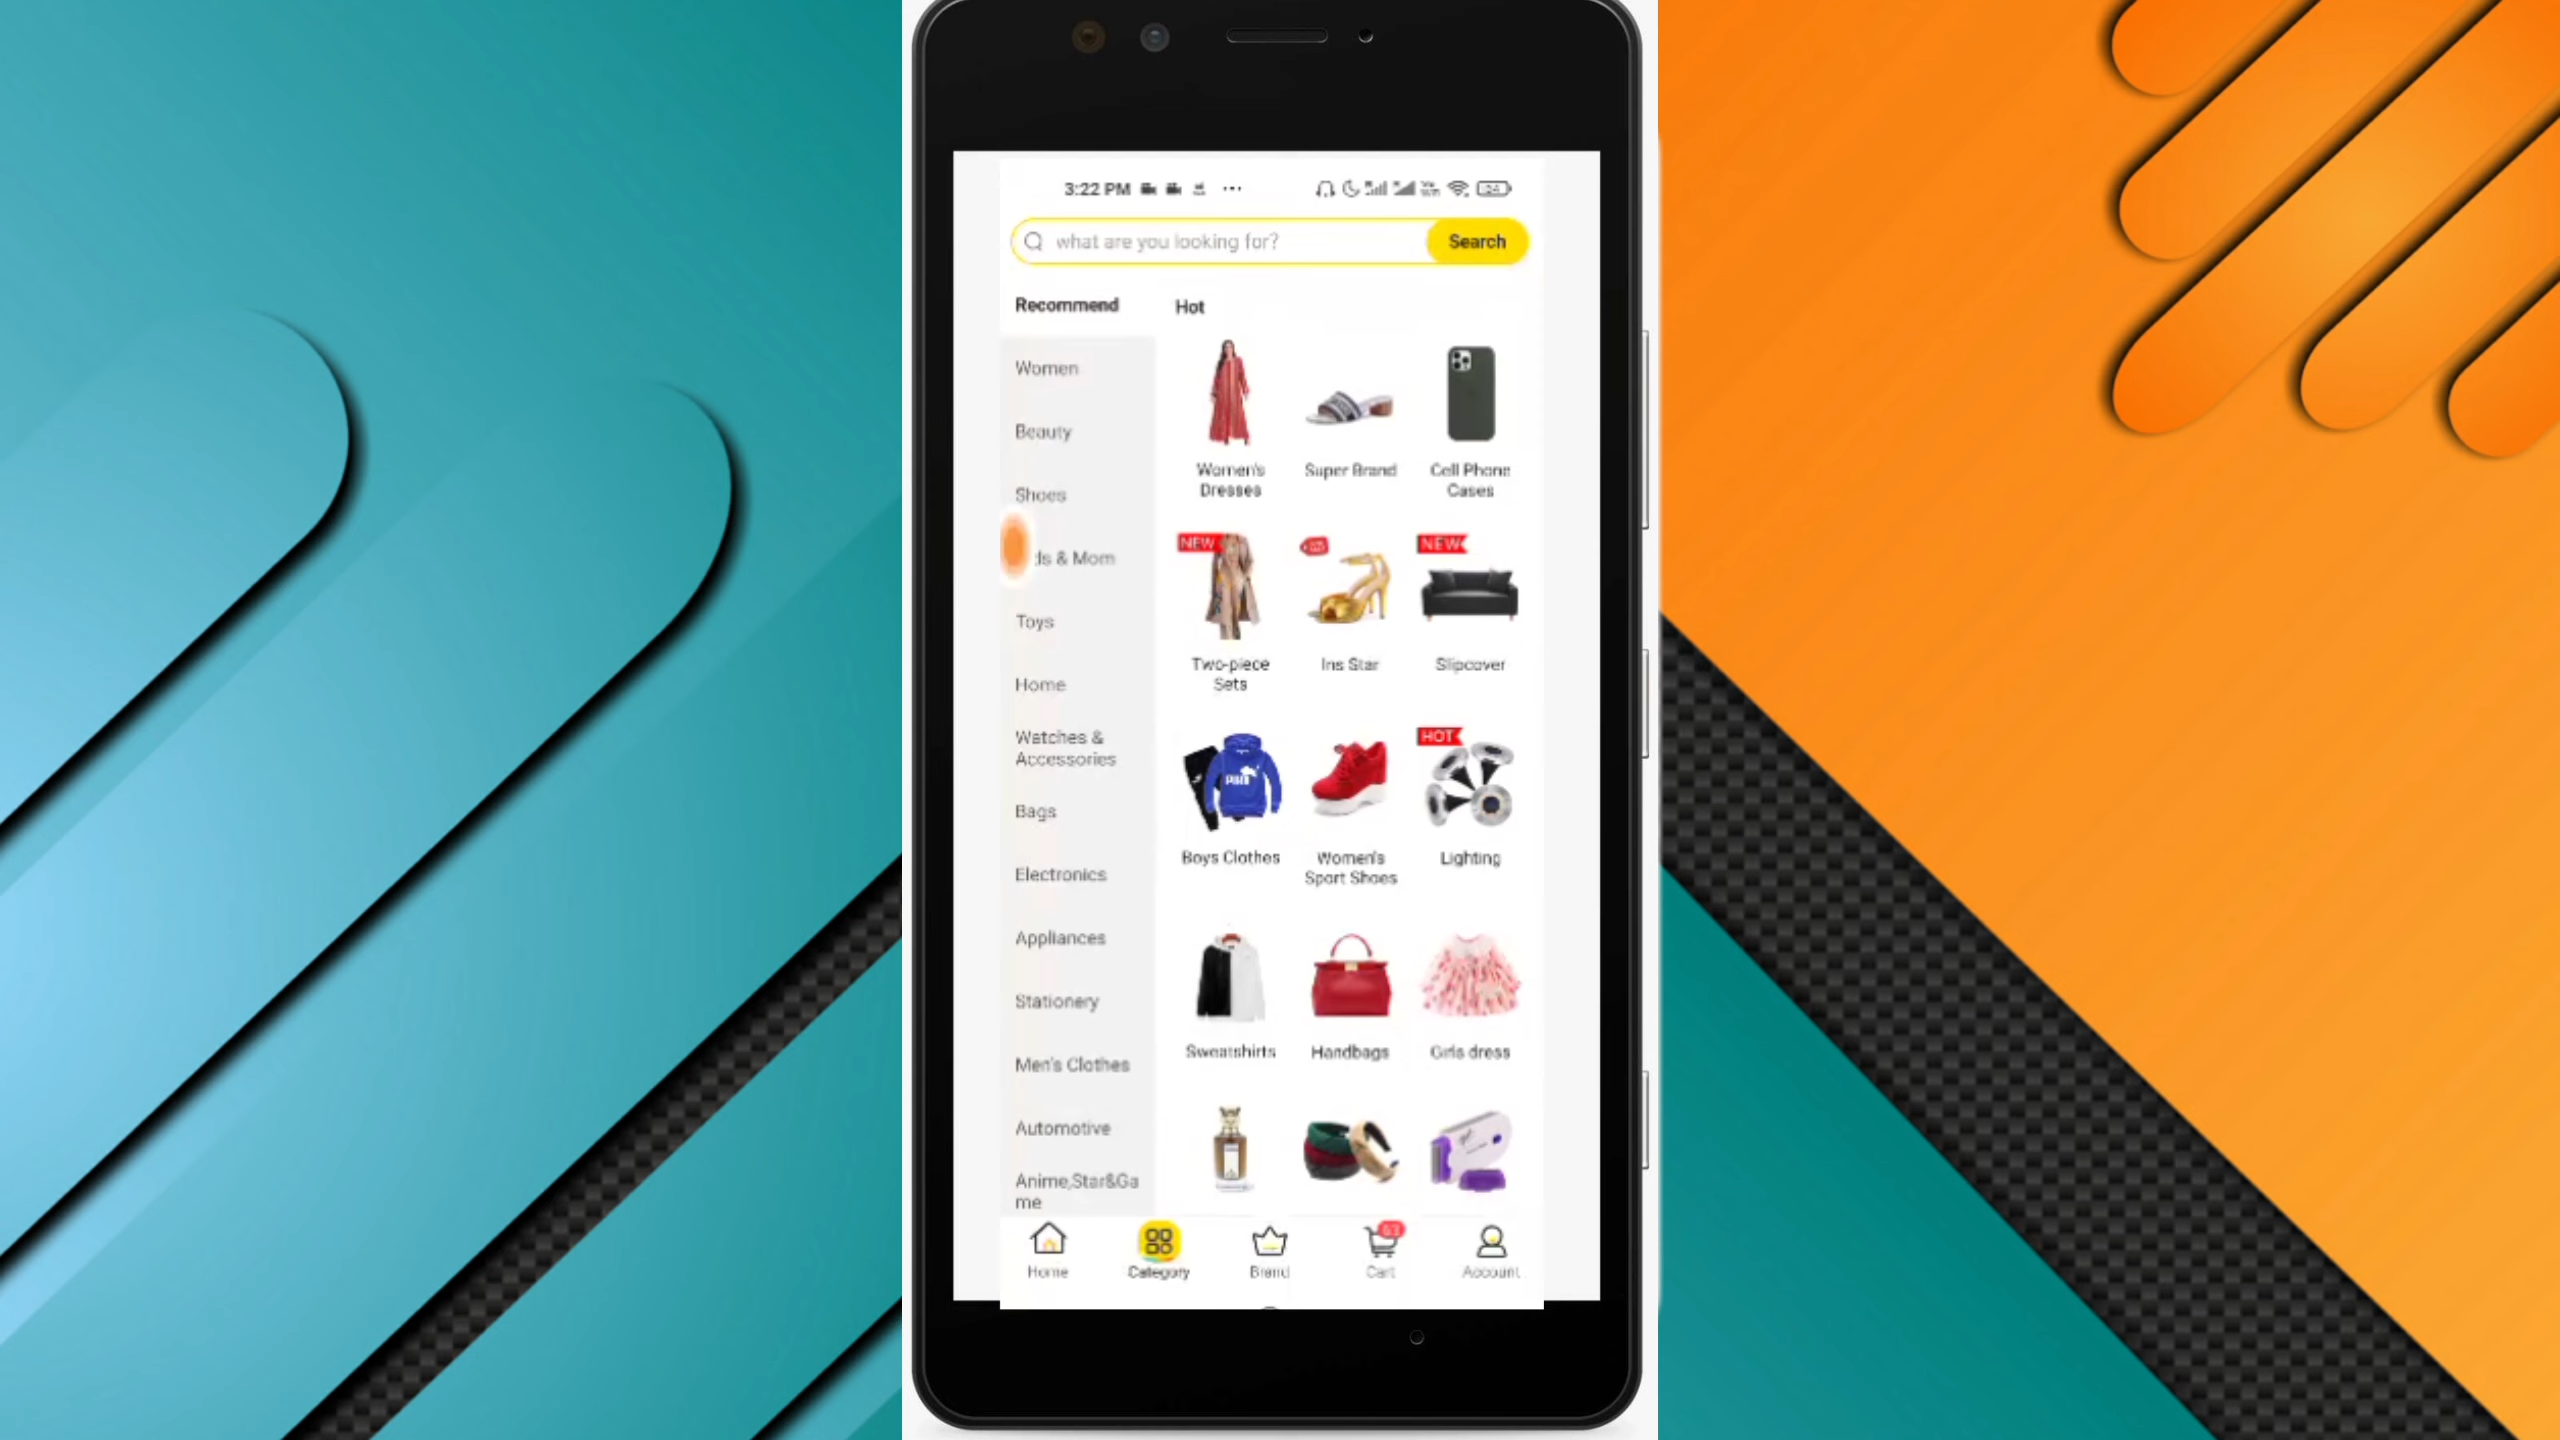 3:22 PM
what are you looking for?
Search
Recommend
Women
Beauty
Shoes
ds & Mom
Toys
Home
Watches &
Accessories
Bags
Electronics
Appliances
Stationery
Men's Clothes
Automotive
Anime,Star&Ga
me
Hot
Women's
Dresses
Super Brand
Cell Phone
Cases
NEW
Two-piece
Sets
Ins Star
NEW
Slipcover
Boys Clothes
Women's
Sport Shoes
HOT
Lighting
Sweatshirts
Handbags
Girls dress
Home
Category
Brand
63
Cart
Account